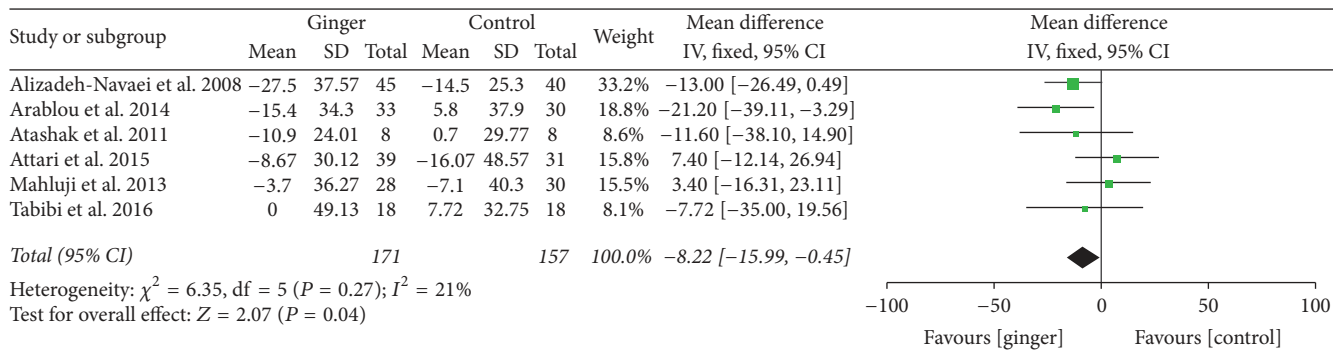 Study or subgroup Ginger Control Weight Mean difference Mean difference
Mean SD Total Mean SD Total IV, fixed, 95% CI IV, fixed, 95% CI
Alizadeh-Navaei et al. 2008 −27.5 37.57 45 −14.5 25.3 40 33.2% −13.00 [−26.49, 0.49]
Arablou et al. 2014 −15.4 34.3 33 5.8 37.9 30 18.8% −21.20 [−39.11, −3.29]
Atashak et al. 2011 −10.9 24.01 8 0.7 29.77 8 8.6% −11.60 [−38.10, 14.90]
Attari et al. 2015 −8.67 30.12 39 −16.07 48.57 31 15.8% 7.40 [−12.14, 26.94]
Mahluji et al. 2013 −3.7 36.27 28 −7.1 40.3 30 15.5% 3.40 [−16.31, 23.11]
Tabibi et al. 2016 0 49.13 18 7.72 32.75 18 8.1% −7.72 [−35.00, 19.56]
Total (95% CI) 171 157 100.0% −8.22 [−15.99, −0.45]
Heterogeneity: χ² = 6.35, df = 5 (P = 0.27); I² = 21%
Test for overall effect: Z = 2.07 (P = 0.04)
−100 −50 0 50 100
Favours [ginger] Favours [control]